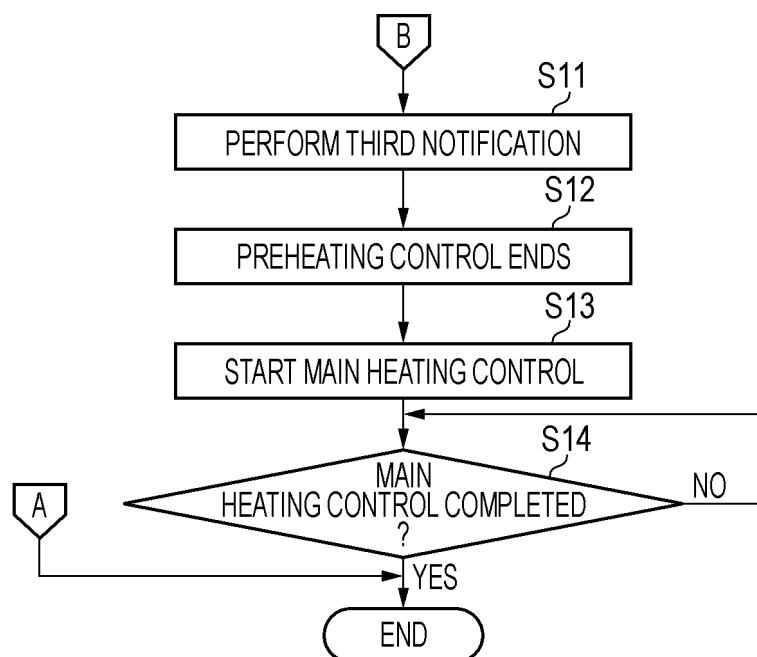 B
S11
PERFORM THIRD NOTIFICATION
S12
PREHEATING CONTROL ENDS
S13
START MAIN HEATING CONTROL
S14
MAIN
HEATING CONTROL COMPLETED
?
NO
A
YES
END